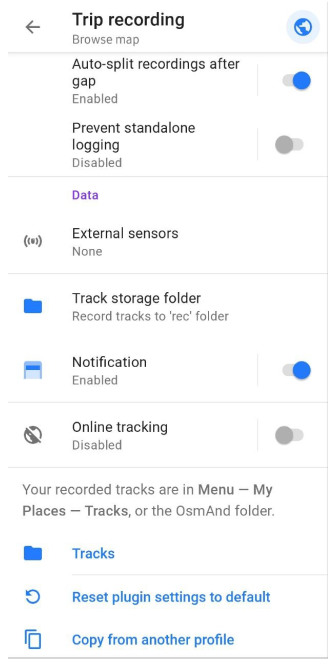 Trip recording
Browse map
Auto-split recordings after
gap
Enabled
Prevent standalone
logging
Disabled
Data
External sensors
None
Track storage folder
Record tracks to 'rec' folder
Notification
Enabled
Online tracking
Disabled
Your recorded tracks are in Menu — My
Places — Tracks, or the OsmAnd folder.
Tracks
Reset plugin settings to default
Copy from another profile